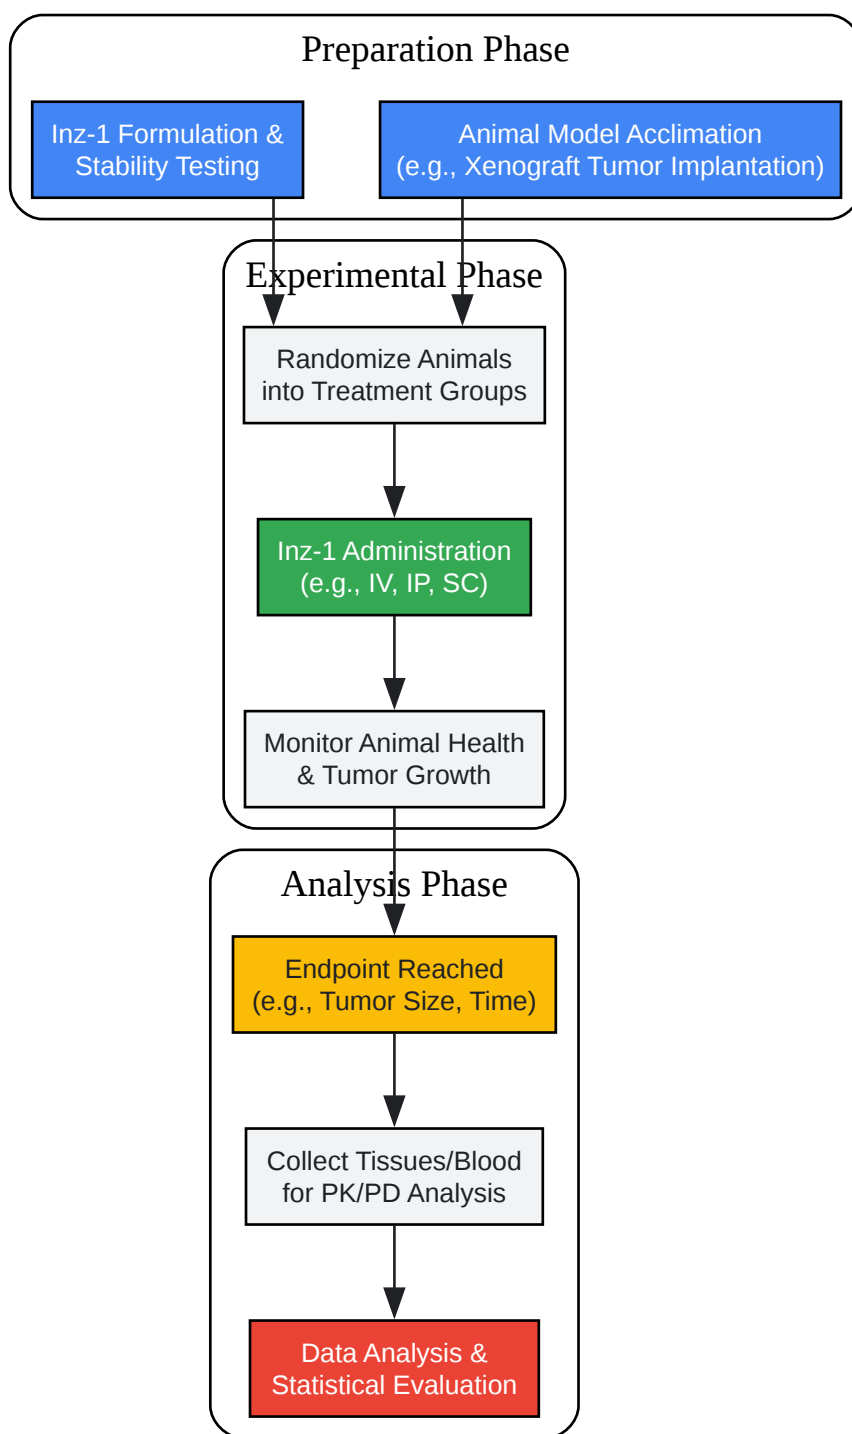 Preparation Phase
Inz-1 Formulation &
Stability Testing
Animal Model Acclimation
(e.g., Xenograft Tumor Implantation)
Experimental Phase
Randomize Animals
into Treatment Groups
Inz-1 Administration
(e.g., IV, IP, SC)
Monitor Animal Health
& Tumor Growth
Analysis Phase
Endpoint Reached
(e.g., Tumor Size, Time)
Collect Tissues/Blood
for PK/PD Analysis
Data Analysis &
Statistical Evaluation